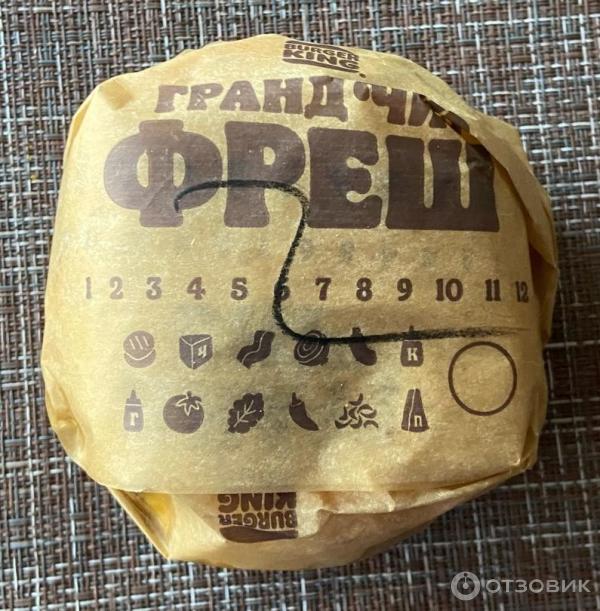 BURGER
KING
ГРАНД ЧИ
ФРЕШ
1 2 3 4 5 6 7 8 9 10 11 12
Ч К
Г П
BURGER
KING
ОТЗОВИК